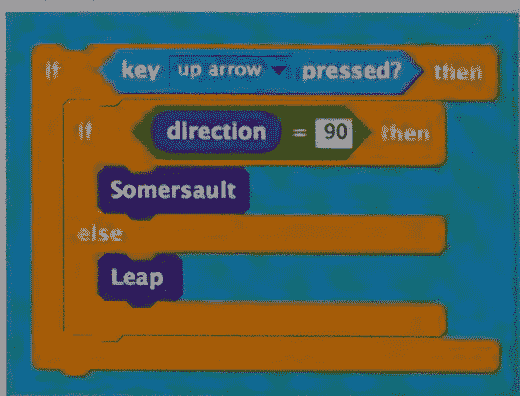 if key up arrow pressed? then
if direction = 90 then
Somersault
else
Leap